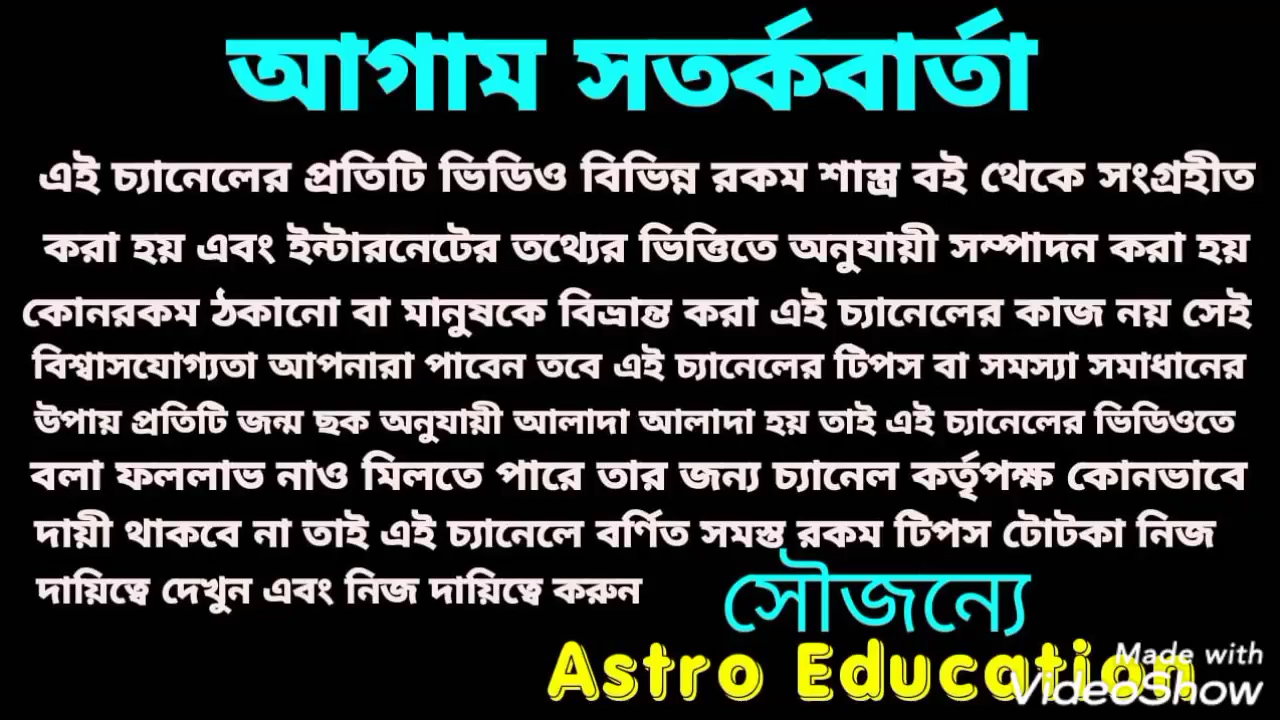 আগাম সতর্কবার্তা
এই চ্যানেলের প্রতিটি ভিডিও বিভিন্ন রকম শাস্ত্র বই থেকে সংগ্রহীত
করা হয় এবং ইন্টারনেটের তথ্যের ভিত্তিতে অনুযায়ী সম্পাদন করা হয়
কোনরকম ঠকানো বা মানুষকে বিভ্রান্ত করা এই চ্যানেলের কাজ নয় সেই
বিশ্বাসযোগ্যতা আপনারা পাবেন তবে এই চ্যানেলের টিপস বা সমস্যা সমাধানের
উপায় প্রতিটি জন্ম ছক অনুযায়ী আলাদা আলাদা হয় তাই এই চ্যানেলের ভিডিওতে
বলা ফললাভ নাও মিলতে পারে তার জন্য চ্যানেল কর্তৃপক্ষ কোনভাবে
দায়ী থাকবে না তাই এই চ্যানেলে বর্ণিত সমস্ত রকম টিপস টোটকা নিজ
দায়িত্বে দেখুন এবং নিজ দায়িত্বে করুন
সৌজন্যে
Astro Education
Made with
VideoShow